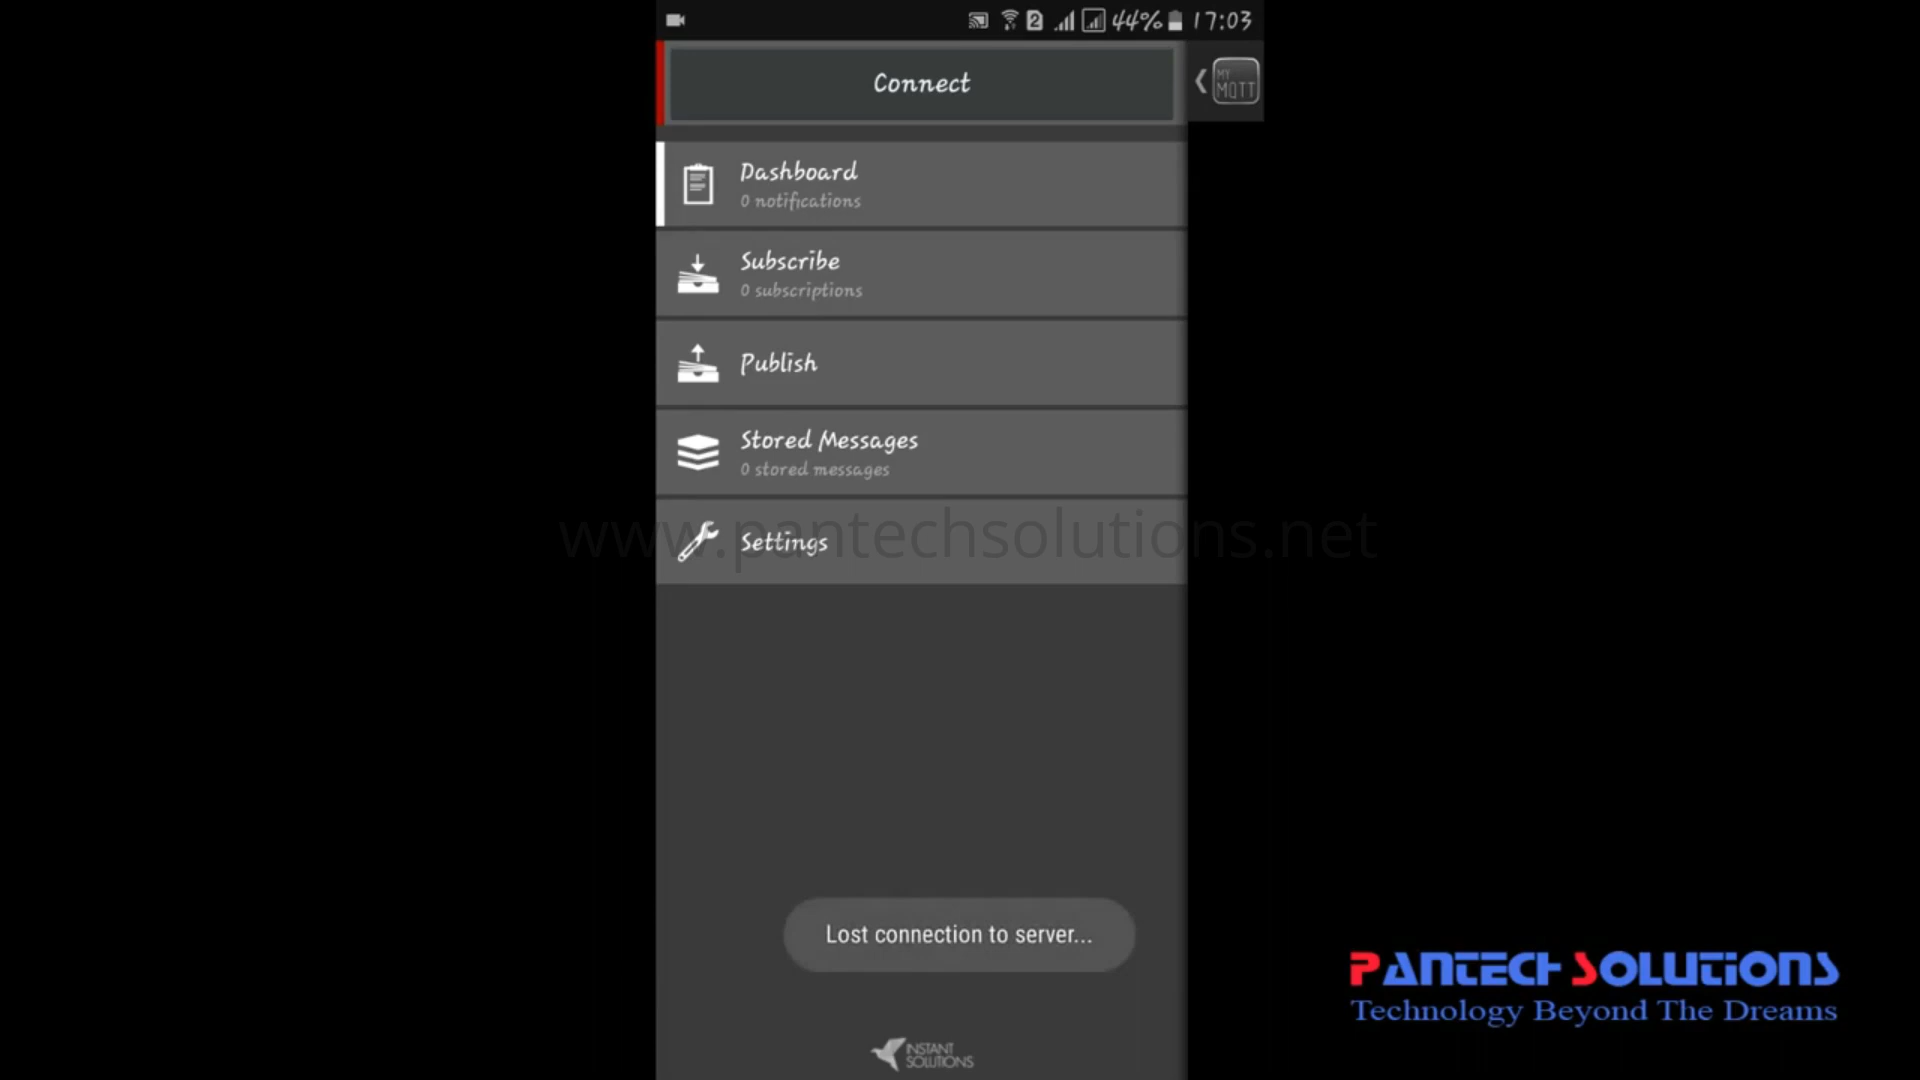 2 44% 17:03
Connect
MY
MQTT
Dashboard
0 notifications
Subscribe
0 subscriptions
Publish
Stored Messages
0 stored messages
Settings
www.pantechsolutions.net
Lost connection to server...
PANTECH SOLUTIONS
Technology Beyond The Dreams
INSTANT
SOLUTIONS